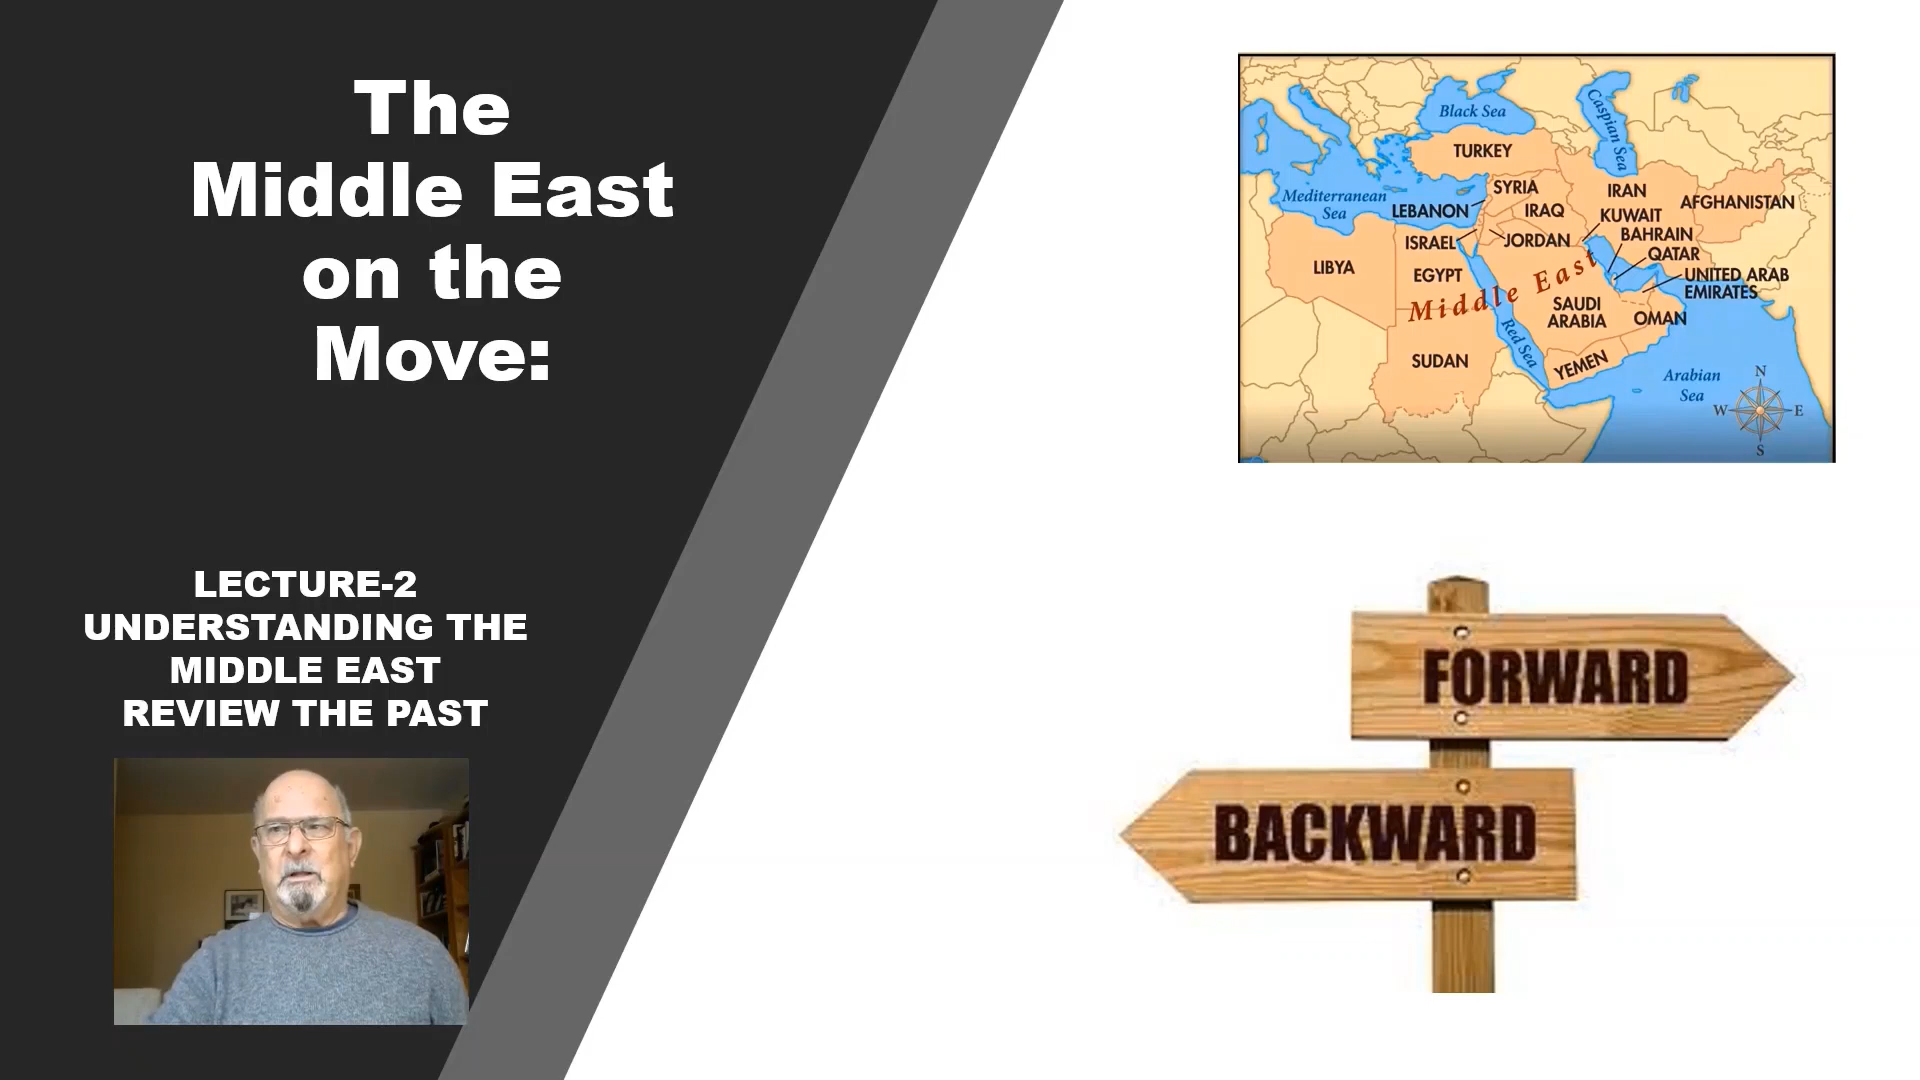 The
Middle East
on the
Move:
LECTURE-2
UNDERSTANDING THE
MIDDLE EAST
REVIEW THE PAST
Black Sea
Caspian Sea
TURKEY
Mediterranean
Sea
SYRIA
LEBANON
IRAQ
IRAN
AFGHANISTAN
KUWAIT
BAHRAIN
QATAR
ISRAEL
JORDAN
LIBYA
EGYPT
UNITED ARAB
EMIRATES
Middle East
SAUDI
ARABIA
OMAN
Red Sea
SUDAN
YEMEN
Arabian
Sea
N
W
E
S
FORWARD
BACKWARD